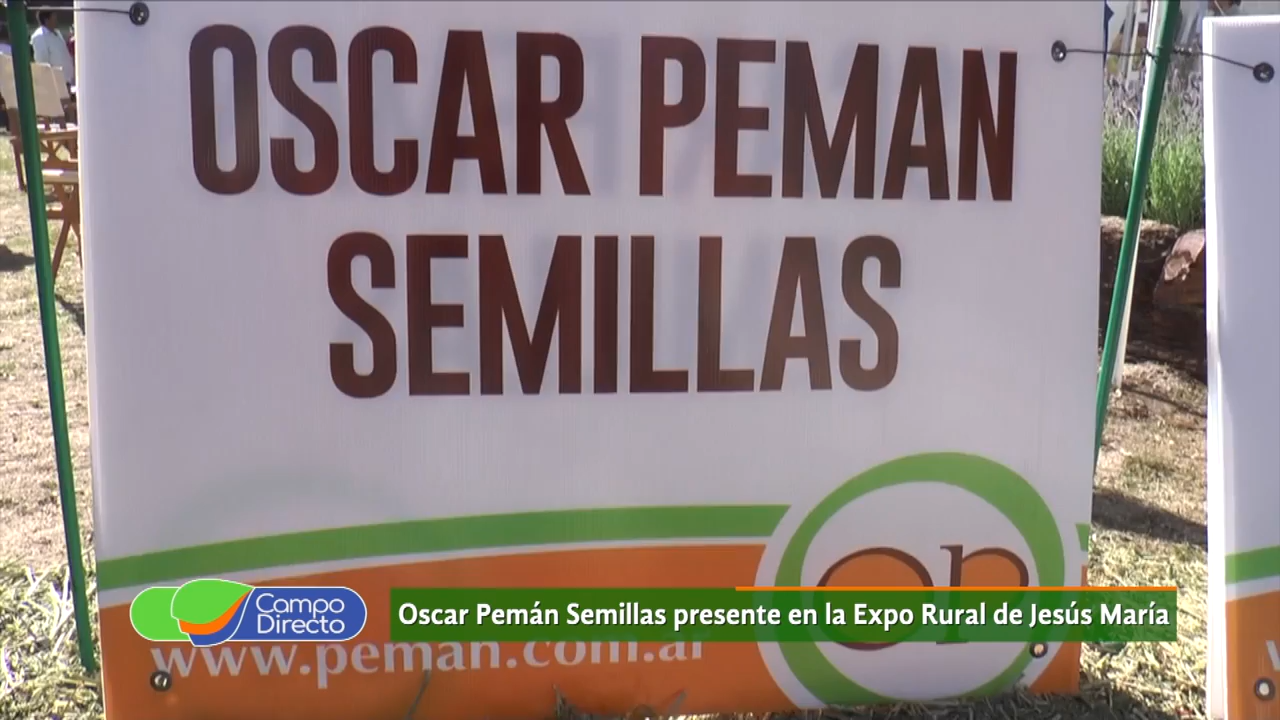 OSCAR PEMAN
SEMILLAS
op
Campo
Directo
Oscar Pemán Semillas presente en la Expo Rural de Jesús María
www.peman.com.ar